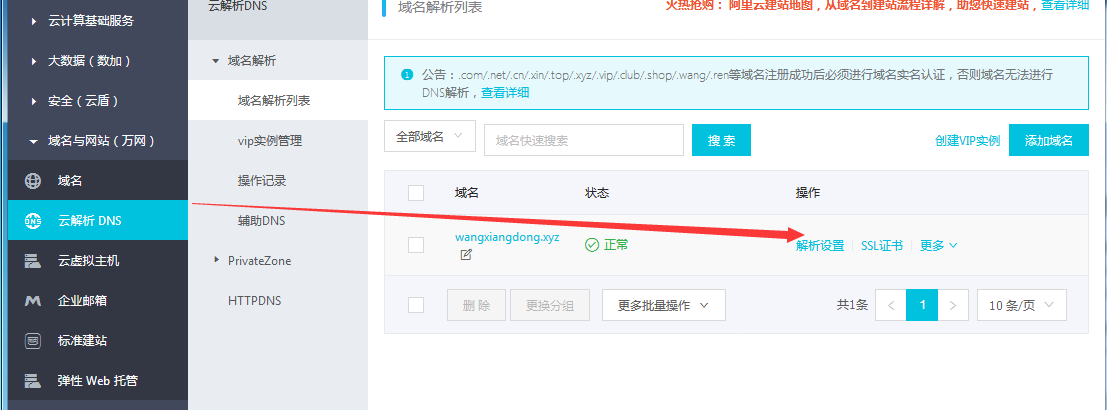 云计算基础服务
大数据（数加）
安全（云盾）
域名与网站（万网）
域名
云解析 DNS
云虚拟主机
企业邮箱
标准建站
弹性 Web 托管
云解析DNS
域名解析
域名解析列表
vip实例管理
操作记录
辅助DNS
PrivateZone
HTTPDNS
域名解析列表
火热抢购： 阿里云建站地图，从域名到建站流程详解，助您快速建站，查看详细
公告：.com/.net/.cn/.xin/.top/.xyz/.vip/.club/.shop/.wang/.ren等域名注册成功后必须进行域名实名认证，否则域名无法进行
DNS解析，查看详细
全部域名 域名快速搜索 搜 索 创建VIP实例 添加域名
域名 状态 操作
wangxiangdong.xyz 正常 解析设置 SSL证书 更多
删 除 更换分组 更多批量操作 共1条 < 1 > 10 条/页